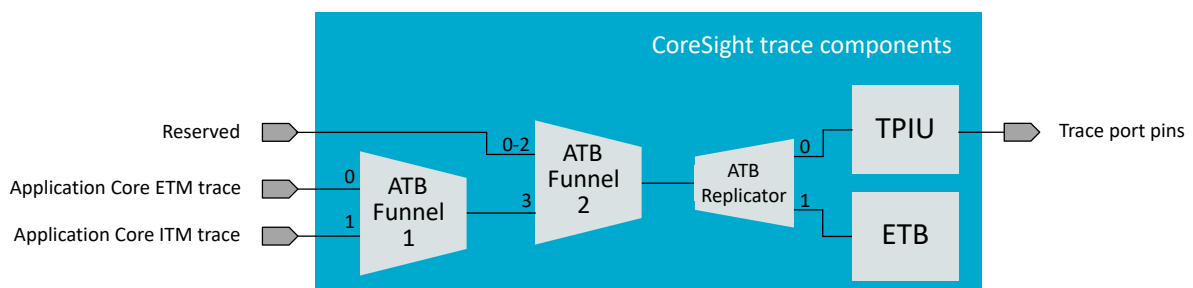 CoreSight trace components
Reserved
0-2
ATB
Funnel
2
TPIU
Trace port pins
0
ATB
Replicator
1
Application Core ETM trace
0
ATB
Funnel
1
3
Application Core ITM trace
1
ETB